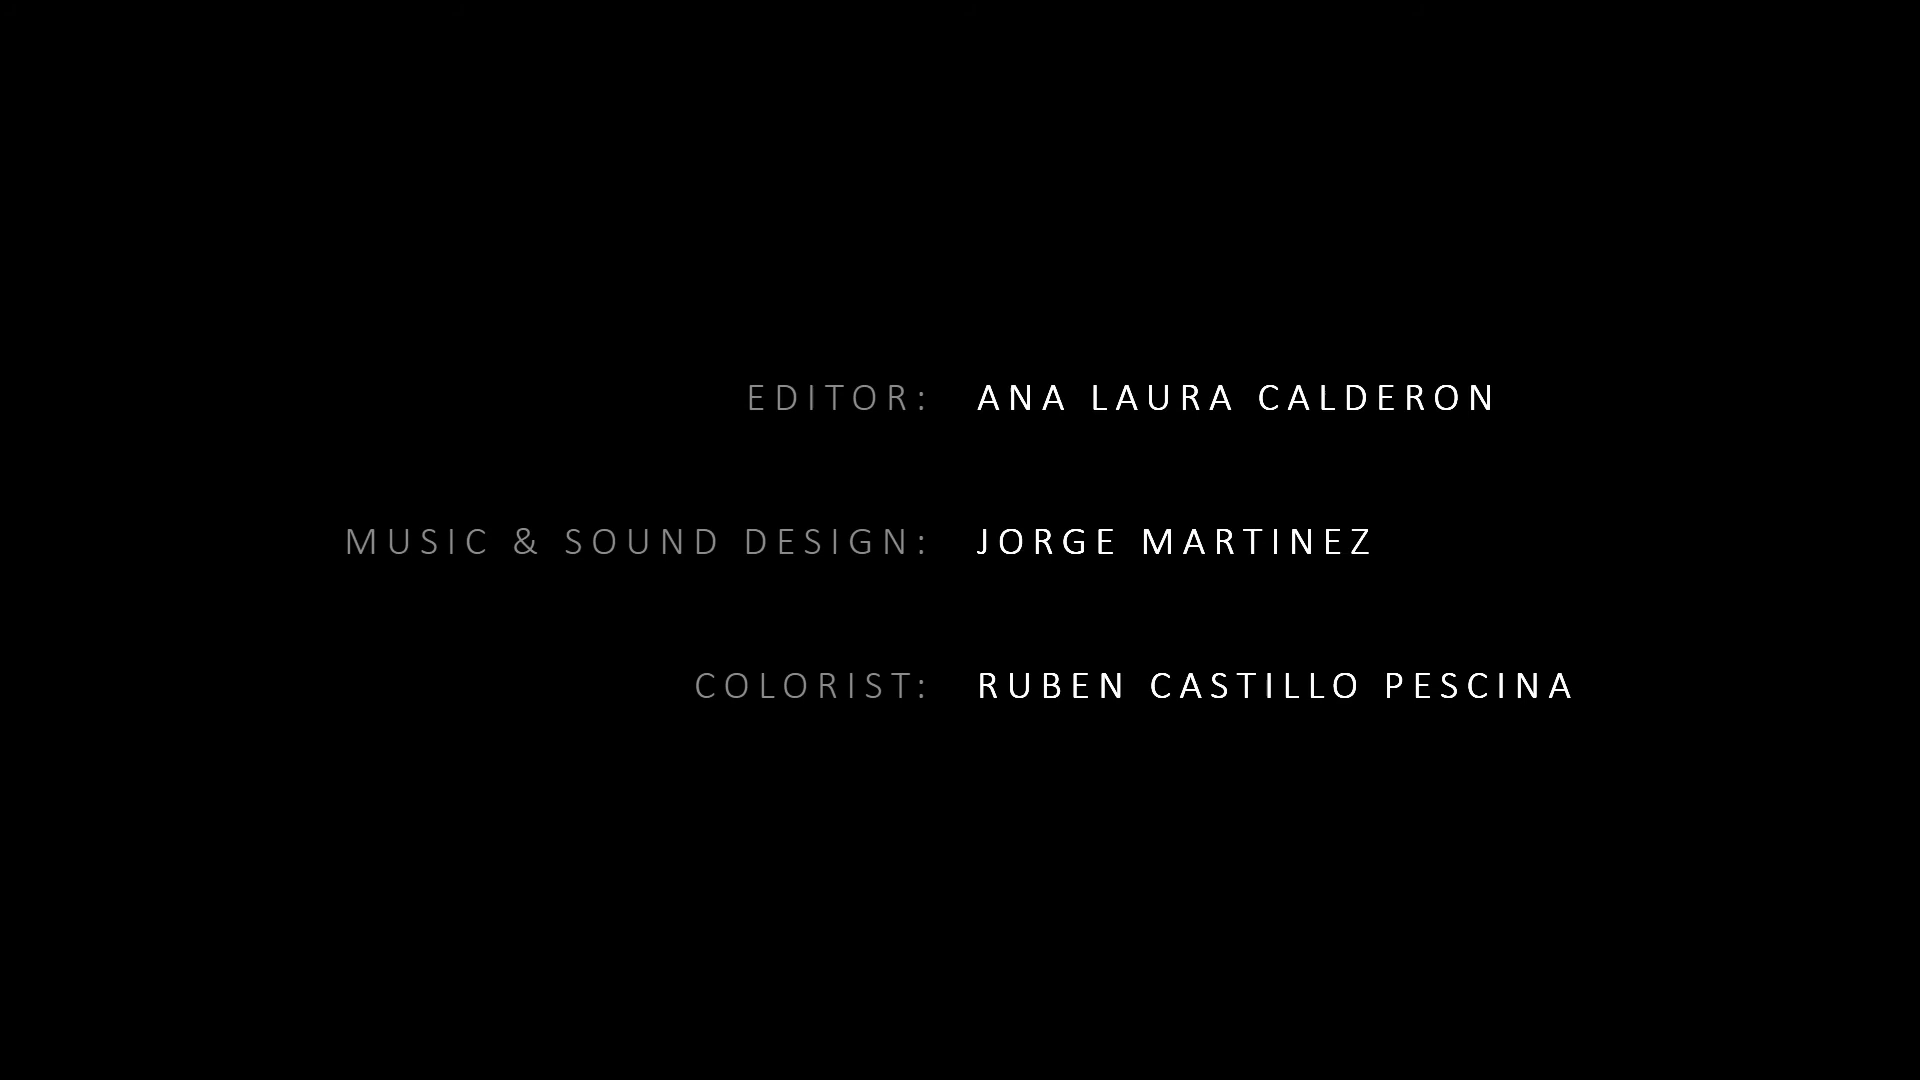 EDITOR: ANA LAURA CALDERON
MUSIC & SOUND DESIGN: JORGE MARTINEZ
COLORIST: RUBEN CASTILLO PESCINA